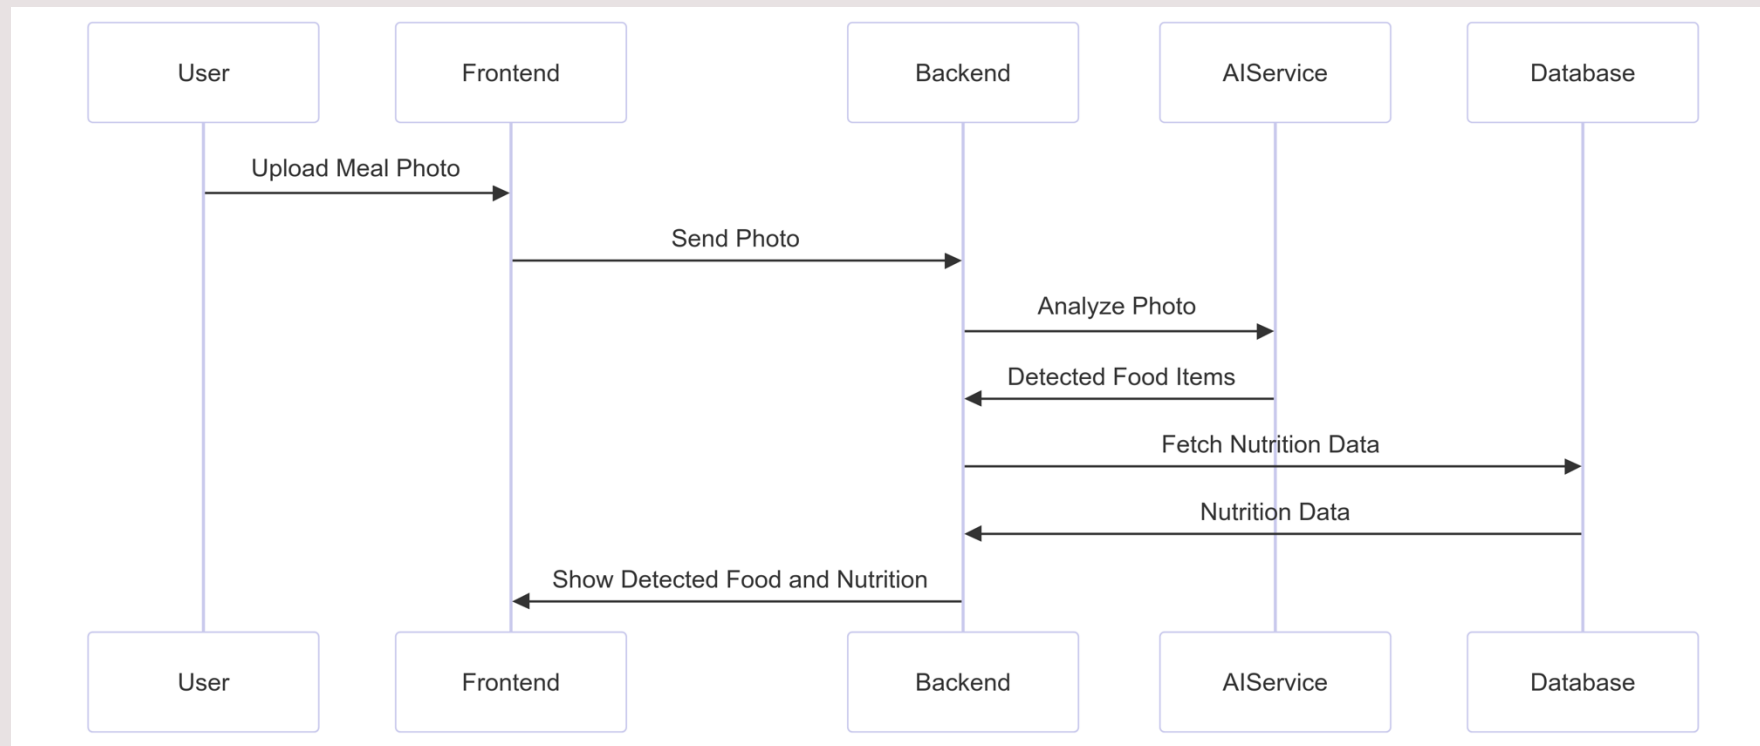 User
Frontend
Backend
AIService
Database
Upload Meal Photo
Send Photo
Analyze Photo
Detected Food Items
Fetch Nutrition Data
Nutrition Data
Show Detected Food and Nutrition
User
Frontend
Backend
AIService
Database